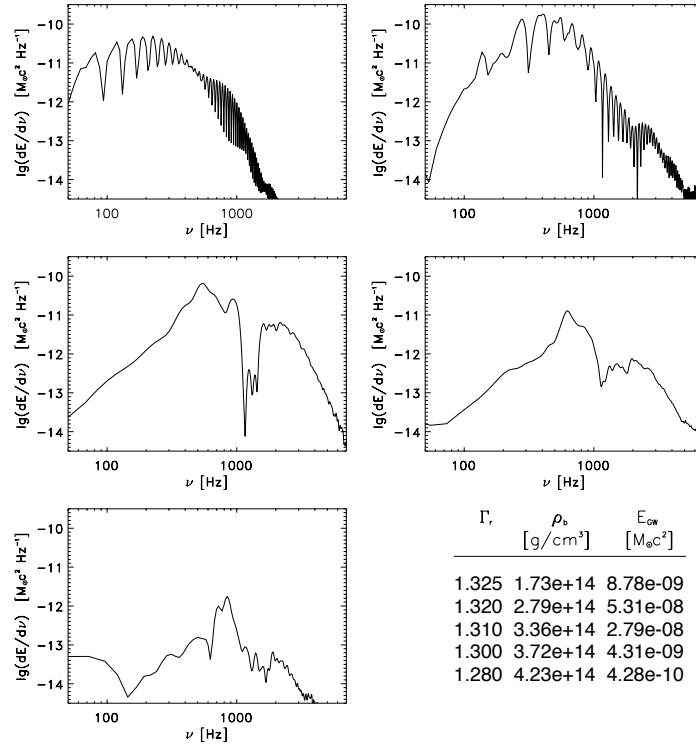 -10
-11
-12
-13
-14
lg(dE/dν) [M⊙c² Hz⁻¹]
100 1000
ν [Hz]
-10
-11
-12
-13
-14
lg(dE/dν) [M⊙c² Hz⁻¹]
100 1000
ν [Hz]
-10
-11
-12
-13
-14
lg(dE/dν) [M⊙c² Hz⁻¹]
100 1000
ν [Hz]
-10
-11
-12
-13
-14
lg(dE/dν) [M⊙c² Hz⁻¹]
100 1000
ν [Hz]
-10
-11
-12
-13
-14
lg(dE/dν) [M⊙c² Hz⁻¹]
100 1000
ν [Hz]
Γᵣ ρ_b E_GW
[g/cm³] [M⊙c²]
1.325 1.73e+14 8.78e-09
1.320 2.79e+14 5.31e-08
1.310 3.36e+14 2.79e-08
1.300 3.72e+14 4.31e-09
1.280 4.23e+14 4.28e-10